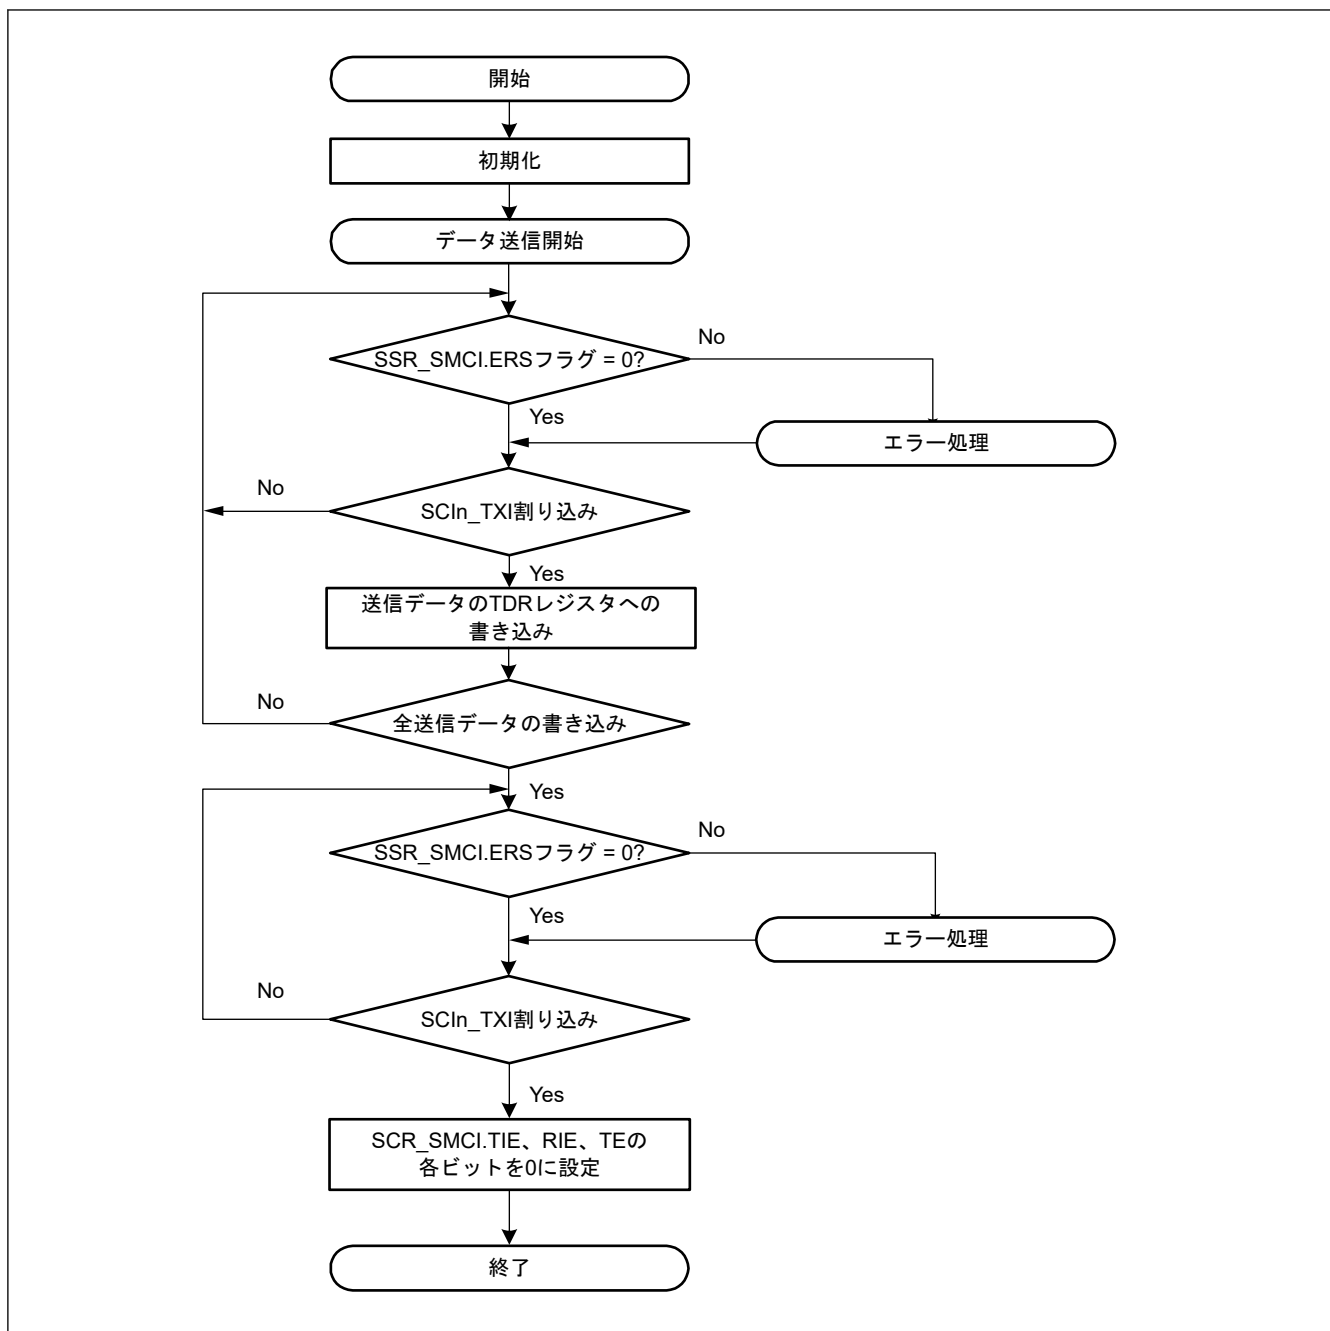 開始
初期化
データ送信開始
SSR_SMCI.ERSフラグ = 0?
No
Yes
エラー処理
No
SCIn_TXI割り込み
Yes
送信データのTDRレジスタへの
書き込み
No
全送信データの書き込み
Yes
SSR_SMCI.ERSフラグ = 0?
No
Yes
エラー処理
No
SCIn_TXI割り込み
Yes
SCR_SMCI.TIE、RIE、TEの
各ビットを0に設定
終了